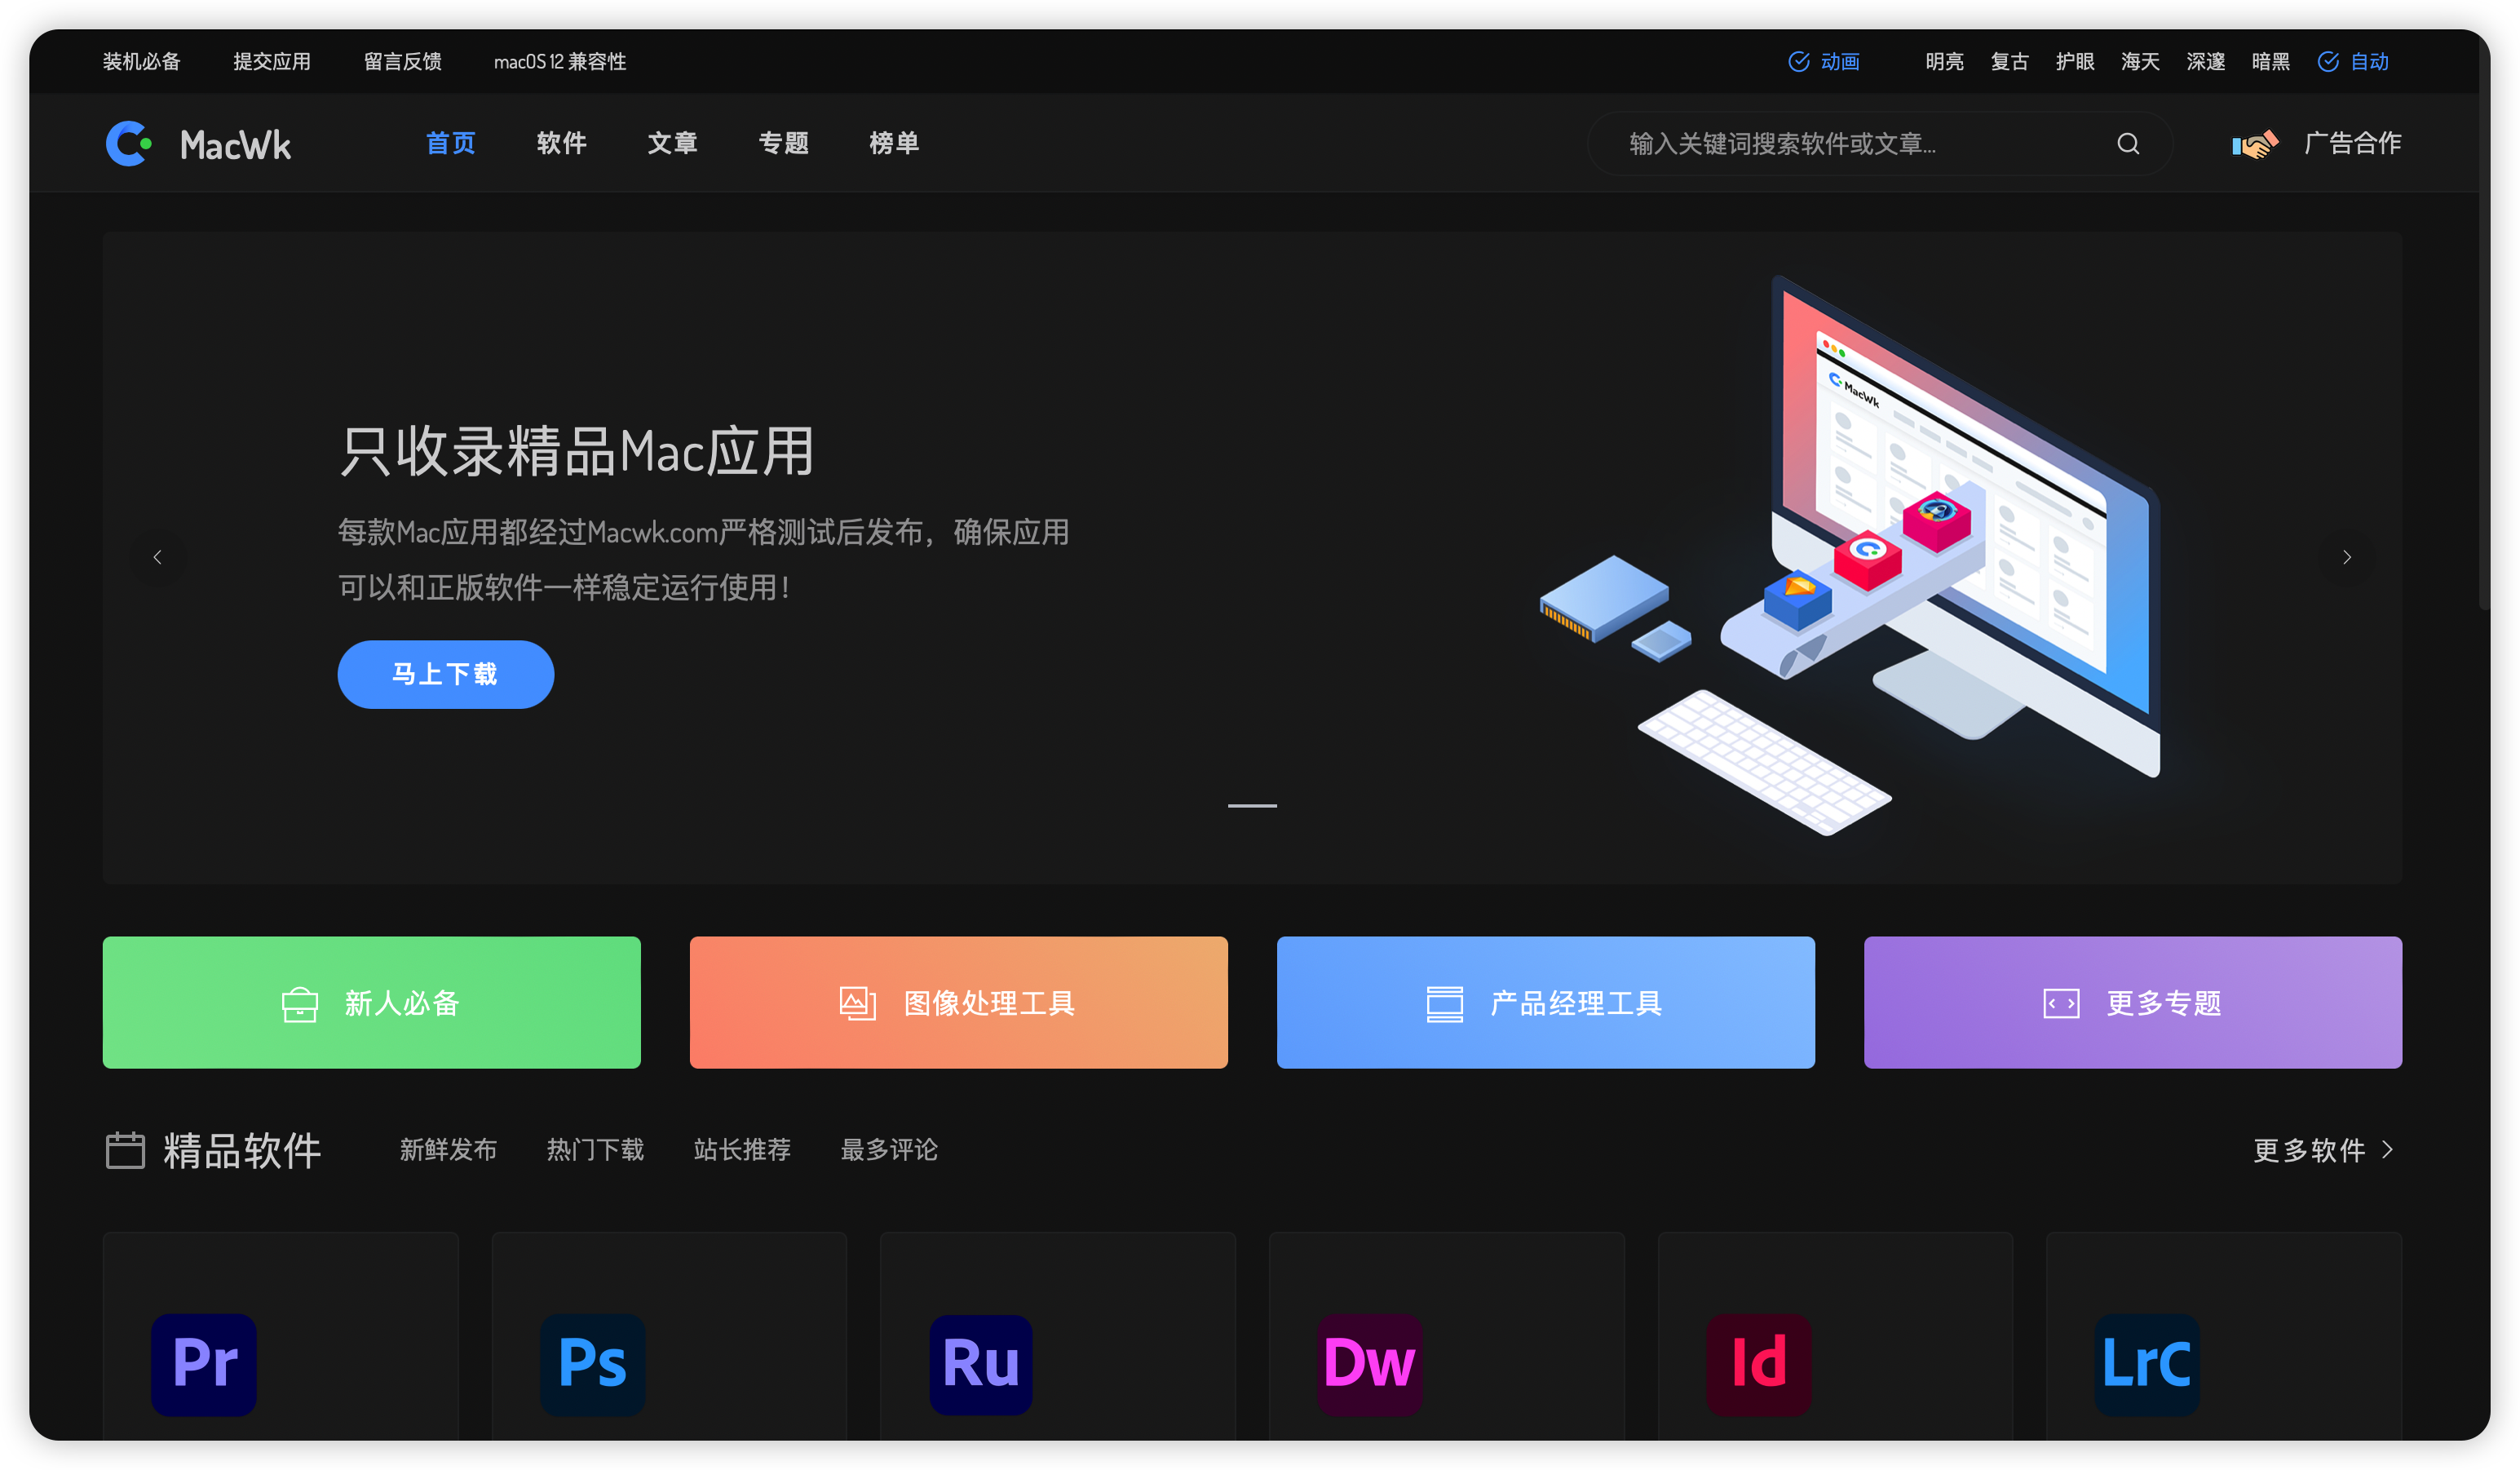 装机必备 提交应用 留言反馈 macOS 12 兼容性 动画 明亮 复古 护眼 海天 深邃 暗黑 自动
MacWk 首页 软件 文章 专题 榜单 输入关键词搜索软件或文章... 广告合作
MacWk
只收录精品Mac应用
每款Mac应用都经过Macwk.com严格测试后发布，确保应用
可以和正版软件一样稳定运行使用！
马上下载
新人必备 图像处理工具 产品经理工具 更多专题
精品软件 新鲜发布 热门下载 站长推荐 最多评论 更多软件
Pr Ps Ru Dw Id LrC